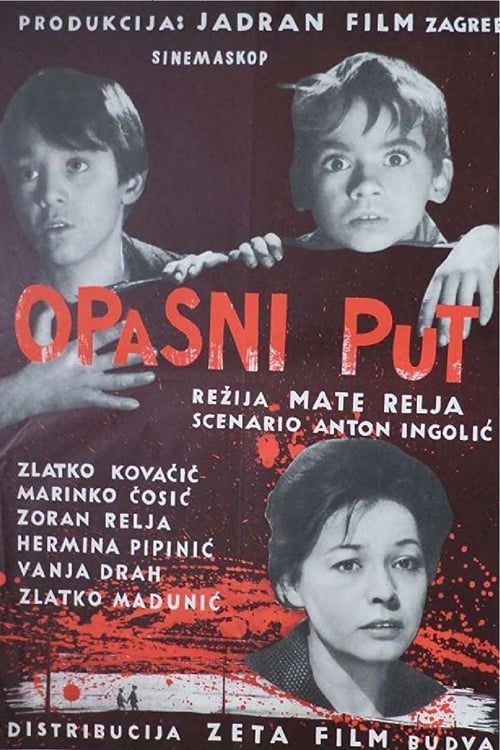 PRODUKCIJA: JADRAN FILM ZAGREB
SINEMASKOP
OPASNI PUT
REŽIJA MATE RELJA
SCENARIO ANTON INGOLIĆ
ZLATKO KOVAČIĆ
MARINKO ĆOSIĆ
ZORAN RELJA
HERMINA PIPINIĆ
VANJA DRAH
ZLATKO MADUNIĆ
DISTRIBUCIJA ZETA FILM BUDVA